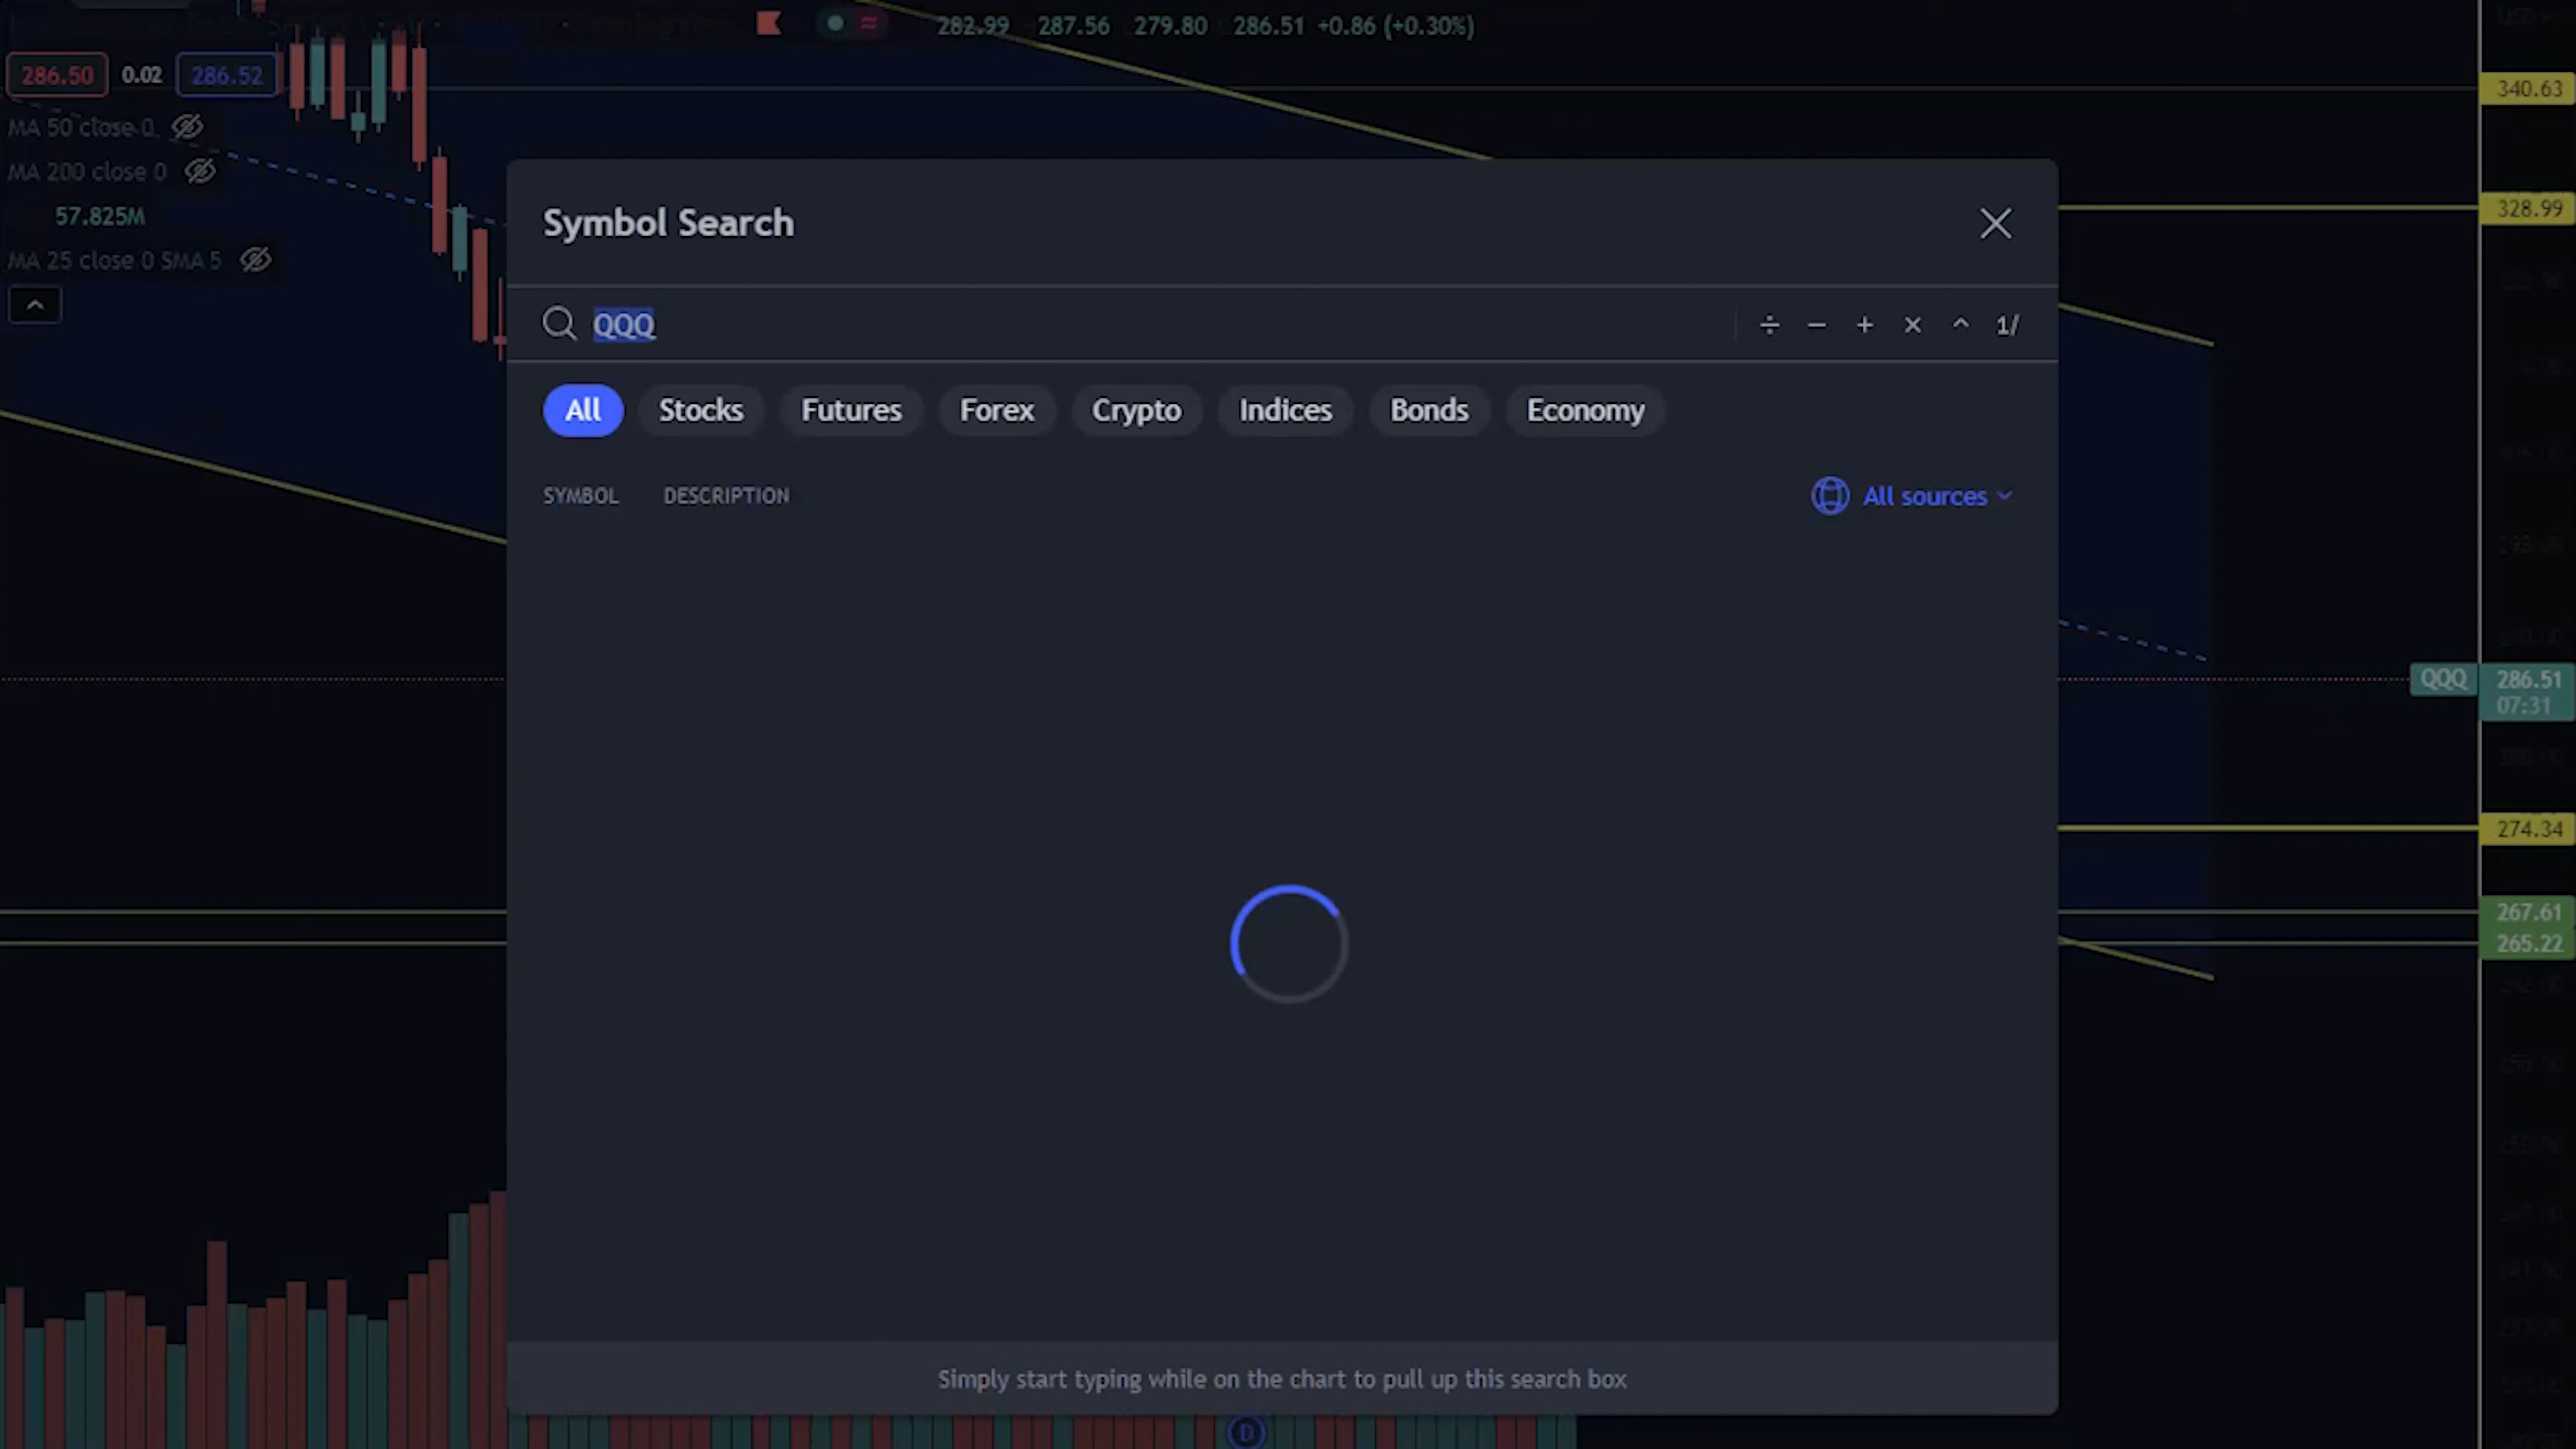 282.99 287.56 279.80 286.51 +0.86 (+0.30%)
286.50 0.02 286.52
340.63
MA 50 close 0
MA 200 close 0
57.825M
MA 25 close 0 SMA 5
328.99
Symbol Search
QQQ
÷ − + × ^ 1/
All Stocks Futures Forex Crypto Indices Bonds Economy
SYMBOL DESCRIPTION All sources
QQQ 286.51
07:31
274.34
267.61
265.22
Simply start typing while on the chart to pull up this search box
D